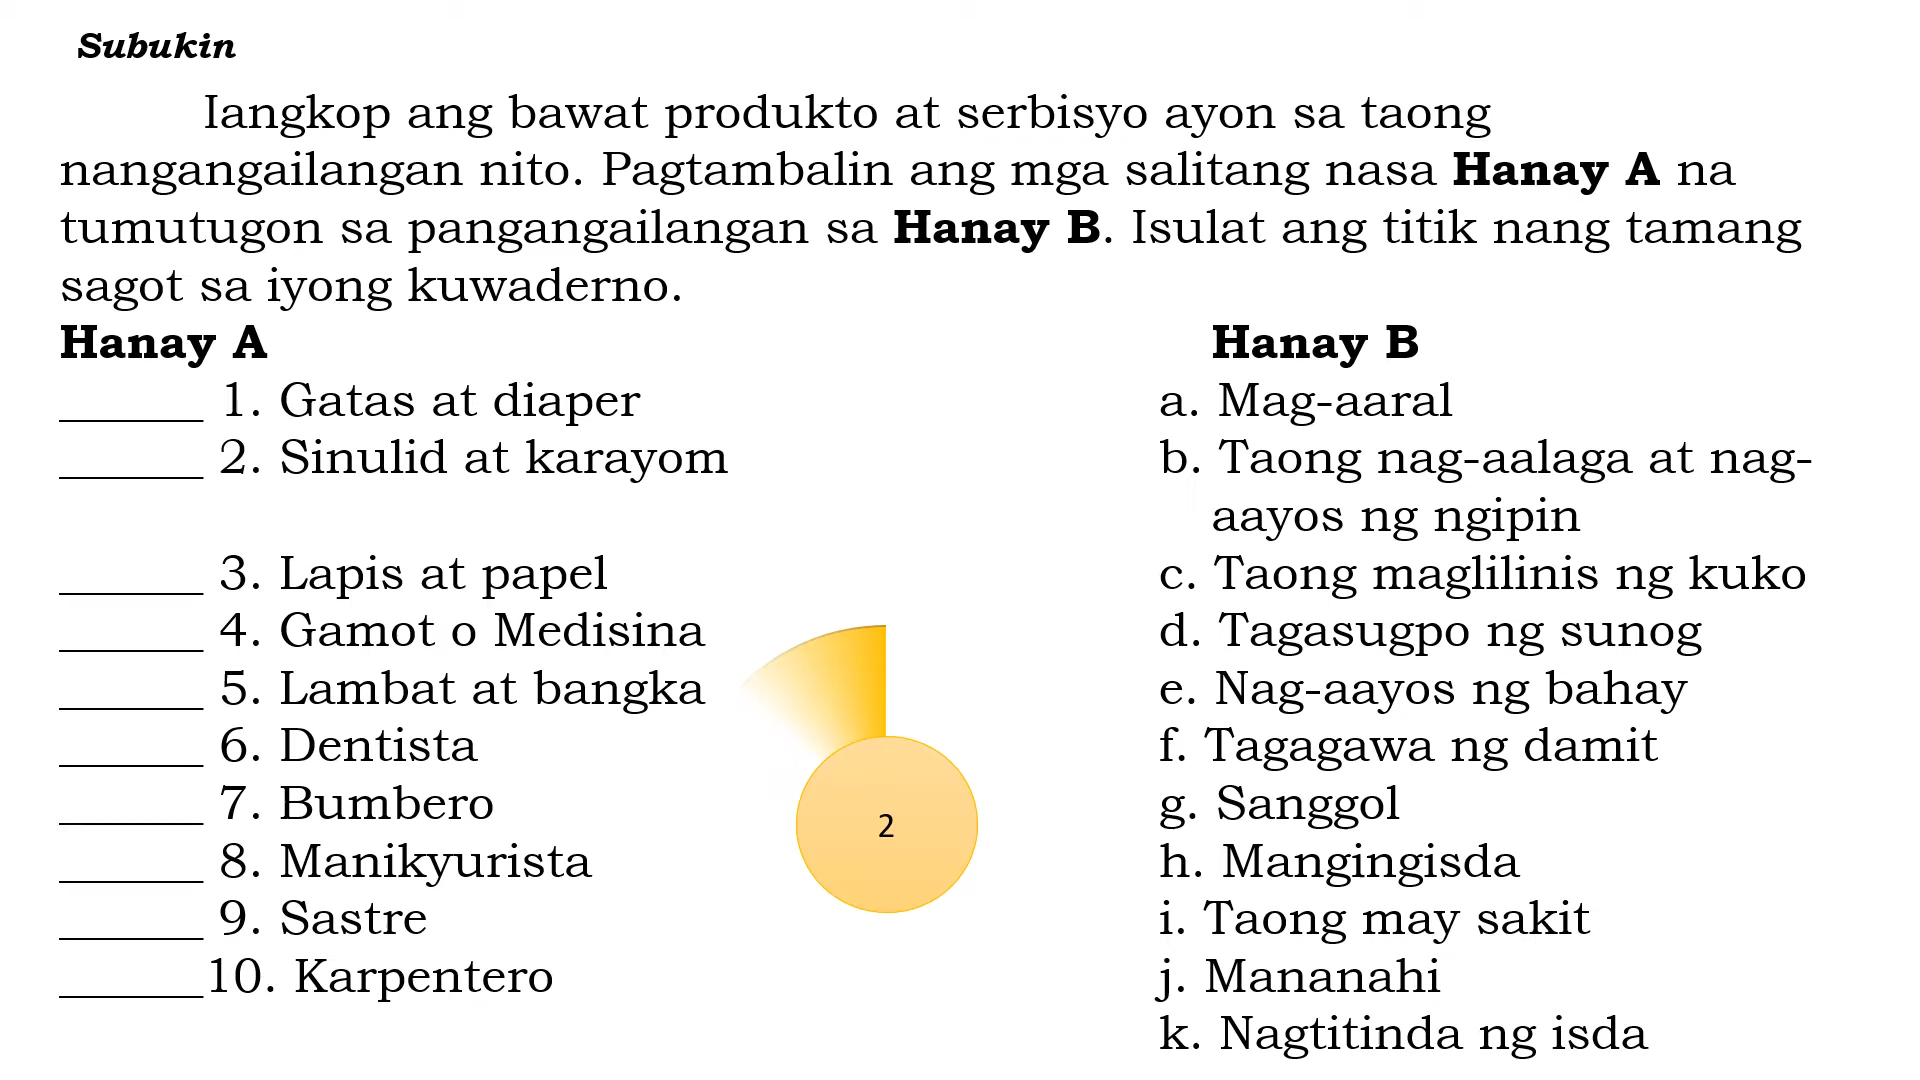 Subukin
Iangkop ang bawat produkto at serbisyo ayon sa taong
nangangailangan nito. Pagtambalin ang mga salitang nasa Hanay A na
tumutugon sa pangangailangan sa Hanay B. Isulat ang titik nang tamang
sagot sa iyong kuwaderno.
Hanay A
______ 1. Gatas at diaper
______ 2. Sinulid at karayom
______ 3. Lapis at papel
______ 4. Gamot o Medisina
______ 5. Lambat at bangka
______ 6. Dentista
______ 7. Bumbero
______ 8. Manikyurista
______ 9. Sastre
______10. Karpentero
2
Hanay B
a. Mag-aaral
b. Taong nag-aalaga at nag-
aayos ng ngipin
c. Taong maglilinis ng kuko
d. Tagasugpo ng sunog
e. Nag-aayos ng bahay
f. Tagagawa ng damit
g. Sanggol
h. Mangingisda
i. Taong may sakit
j. Mananahi
k. Nagtitinda ng isda